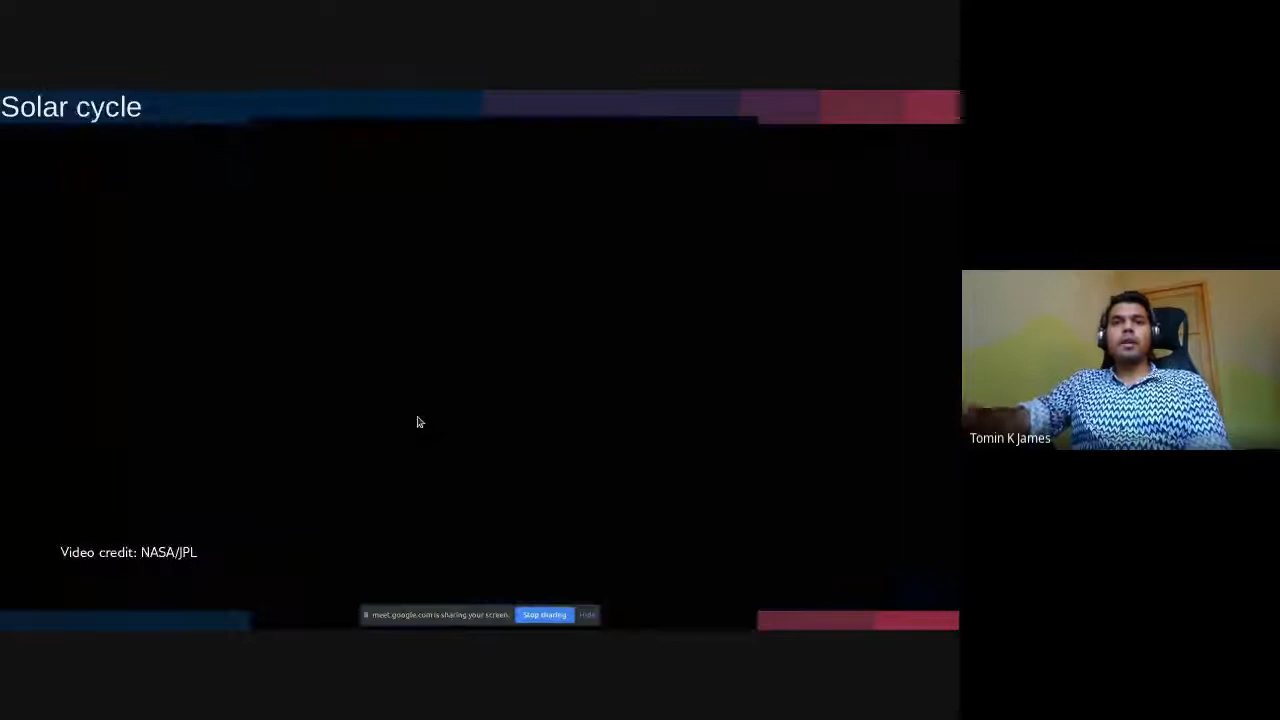 Solar cycle
Tomin K James
Video credit: NASA/JPL
meet.google.com is sharing your screen.
Stop sharing
Hide